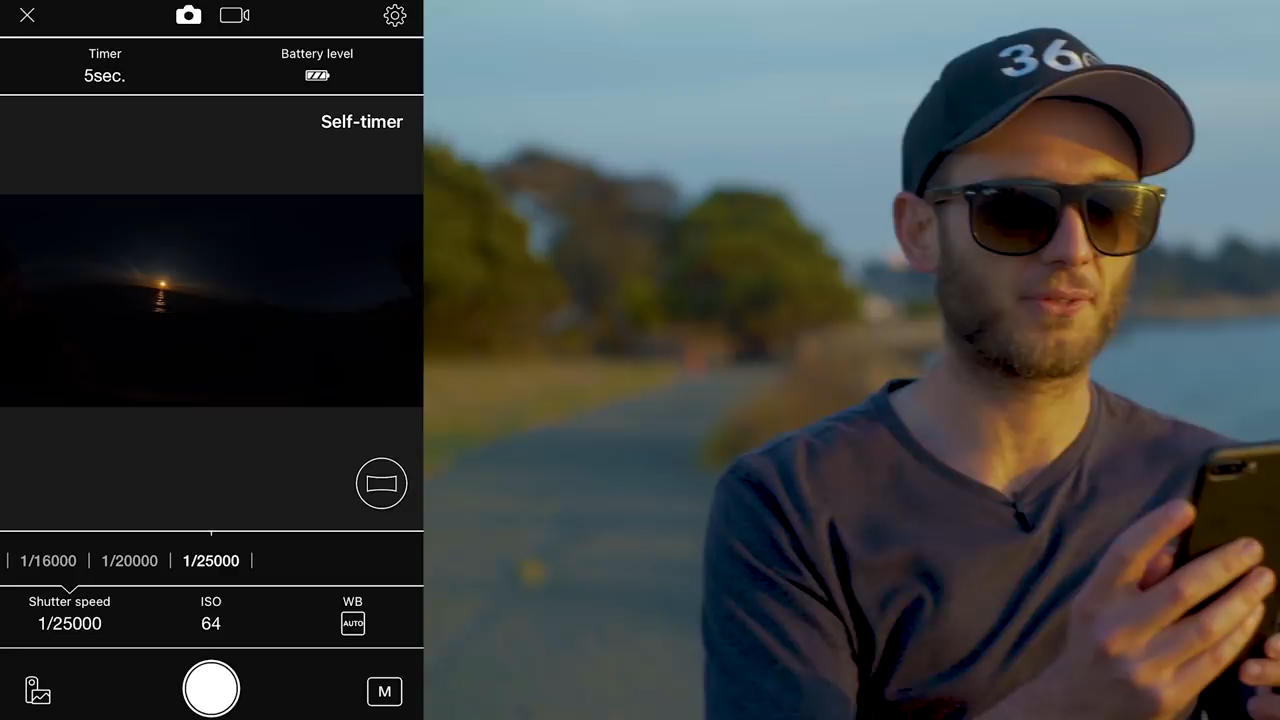 Timer
5sec.
Battery level
Self-timer
1/16000
1/20000
1/25000
Shutter speed
1/25000
ISO
64
WB
AUTO
M
360